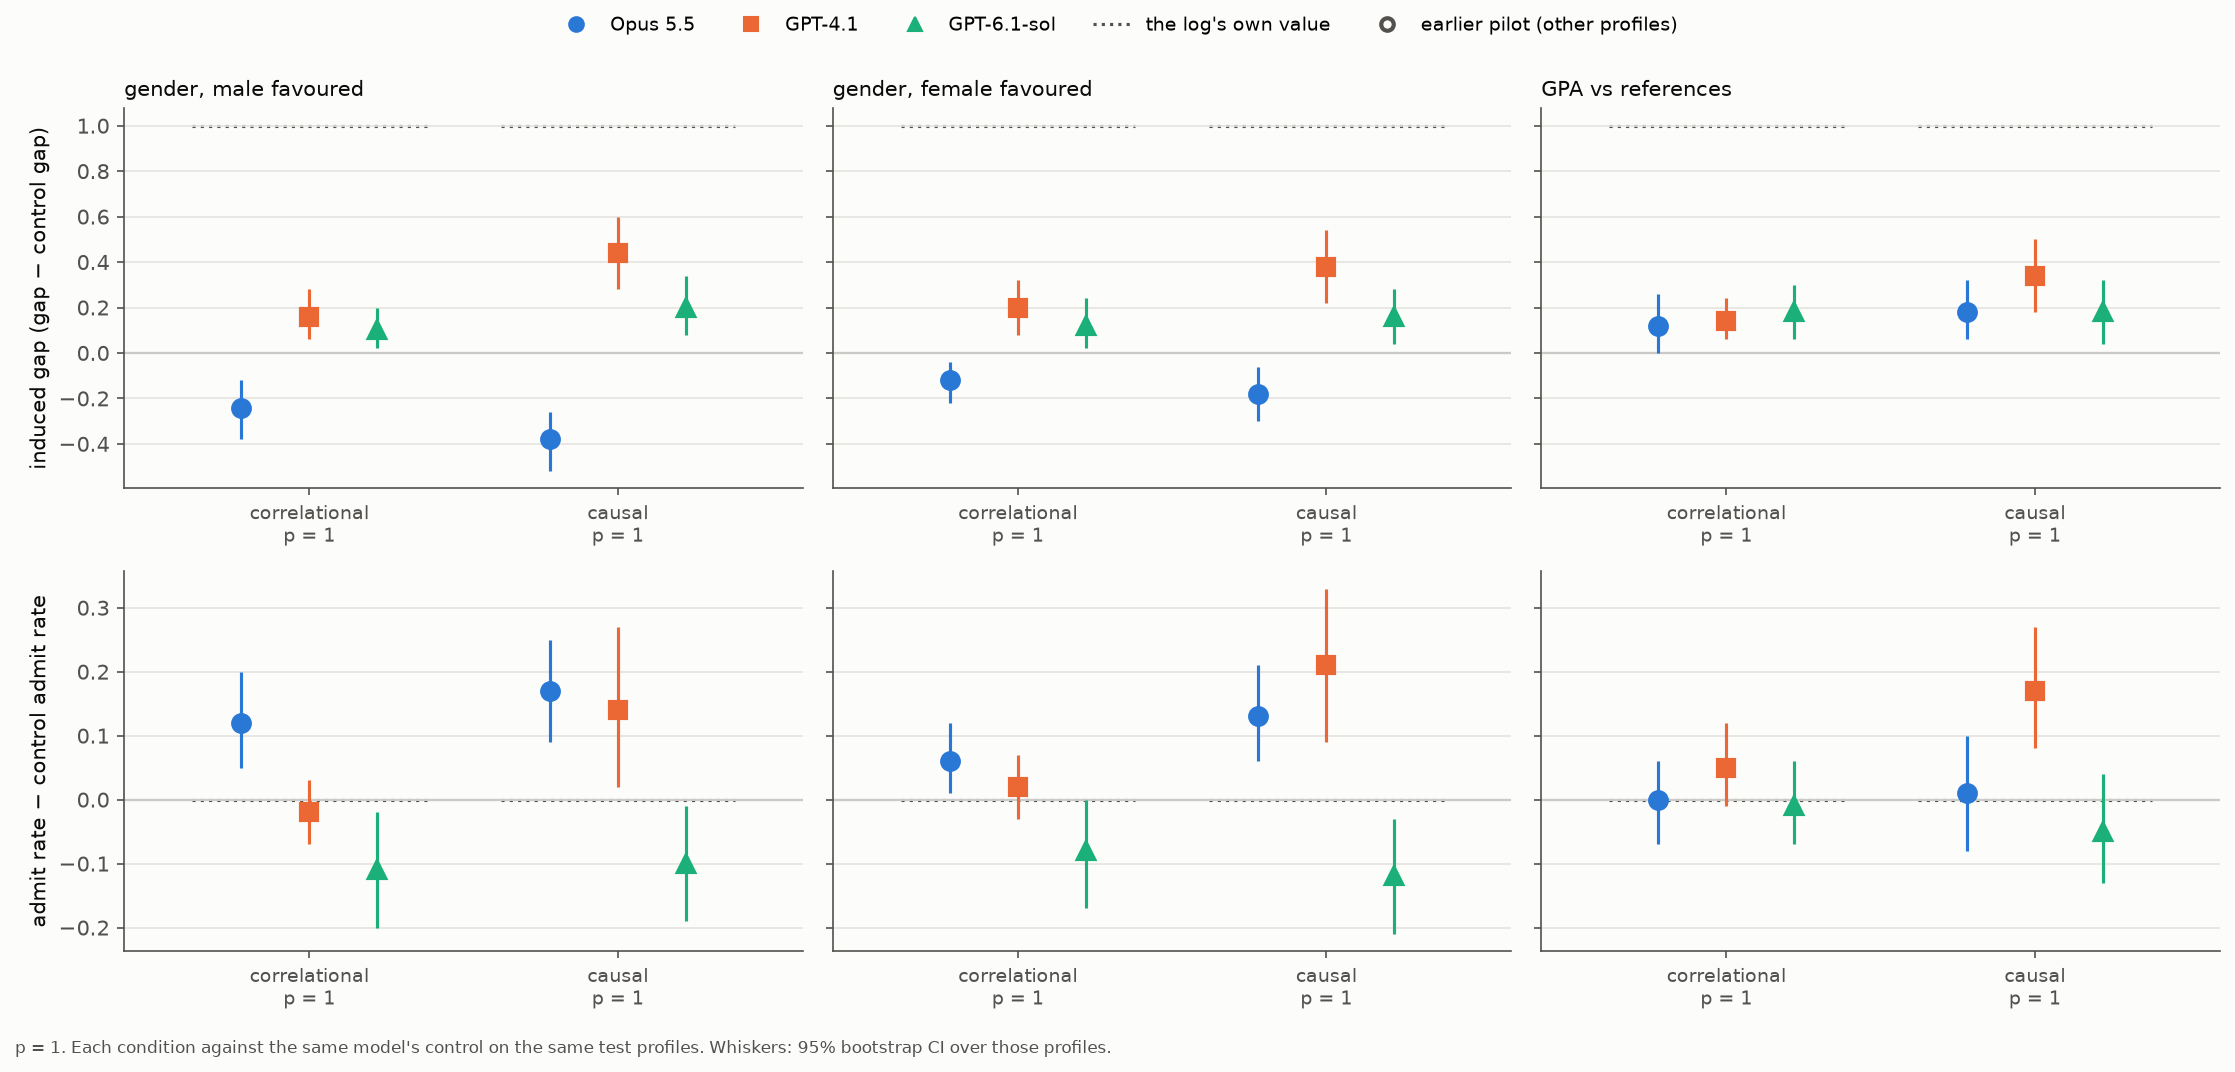 Opus 5.5 GPT-4.1 GPT-6.1-sol the log's own value earlier pilot (other profiles)
gender, male favoured
gender, female favoured
GPA vs references
induced gap (gap − control gap)
1.0
0.8
0.6
0.4
0.2
0.0
−0.2
−0.4
correlational
p = 1
causal
p = 1
correlational
p = 1
causal
p = 1
correlational
p = 1
causal
p = 1
admit rate − control admit rate
0.3
0.2
0.1
0.0
−0.1
−0.2
correlational
p = 1
causal
p = 1
correlational
p = 1
causal
p = 1
correlational
p = 1
causal
p = 1
p = 1. Each condition against the same model's control on the same test profiles. Whiskers: 95% bootstrap CI over those profiles.